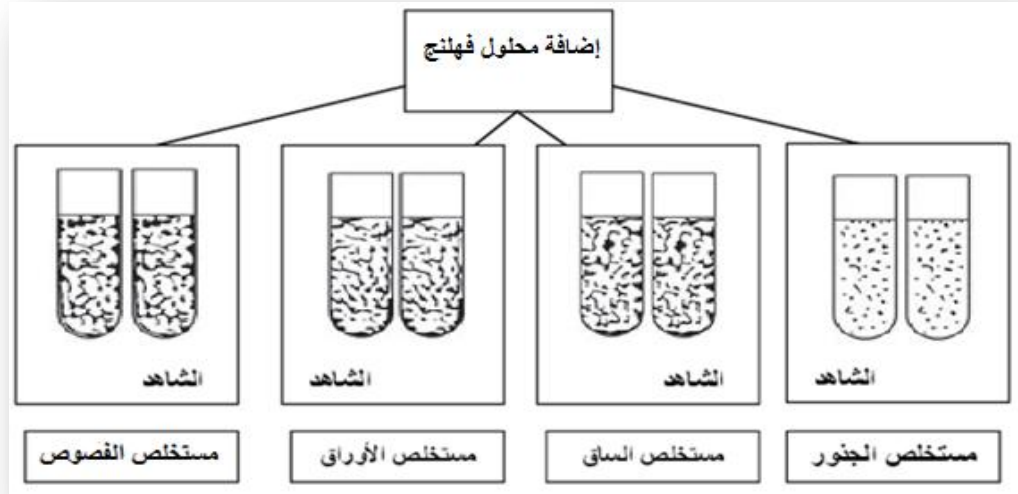 إضافة محلول فهلنج
الشاهد
الشاهد
الشاهد
الشاهد
مستخلص الجذور
مستخلص الساق
مستخلص الأوراق
مستخلص الفصوص